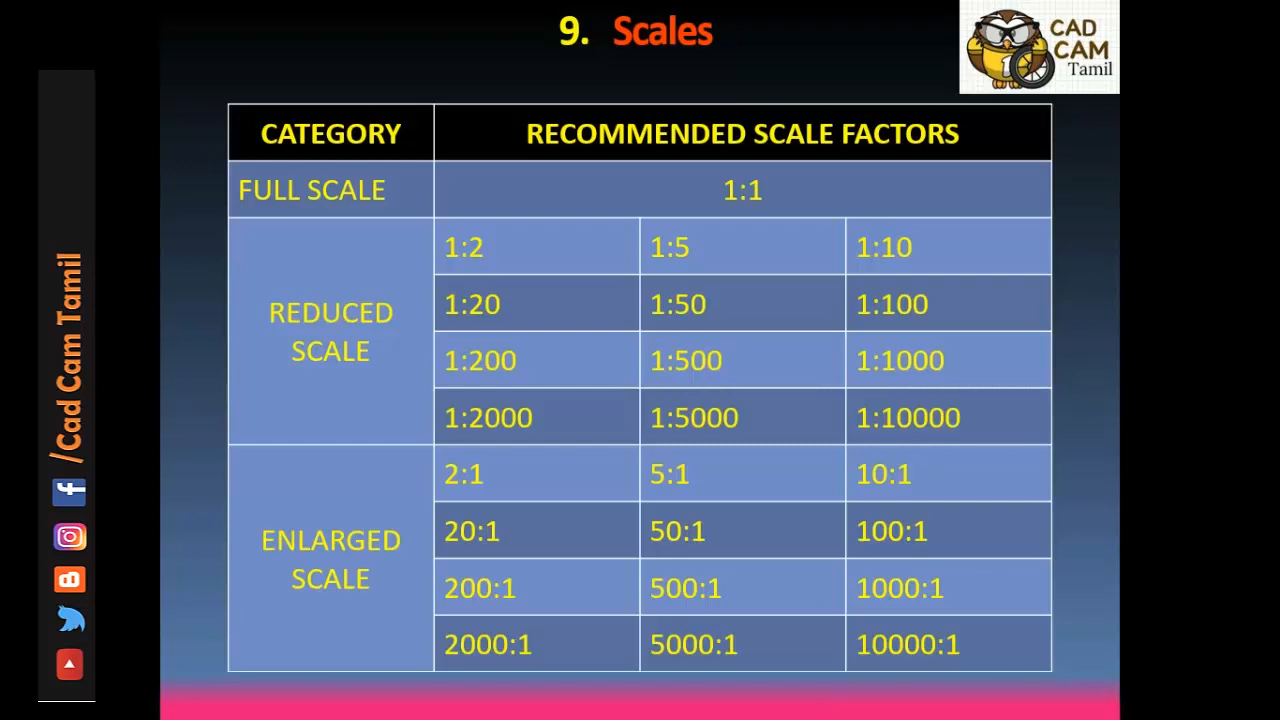 9. Scales
CAD
CAM
Tamil
/Cad Cam Tamil
CATEGORY RECOMMENDED SCALE FACTORS
FULL SCALE 1:1
REDUCED
SCALE
1:2 1:5 1:10
1:20 1:50 1:100
1:200 1:500 1:1000
1:2000 1:5000 1:10000
ENLARGED
SCALE
2:1 5:1 10:1
20:1 50:1 100:1
200:1 500:1 1000:1
2000:1 5000:1 10000:1